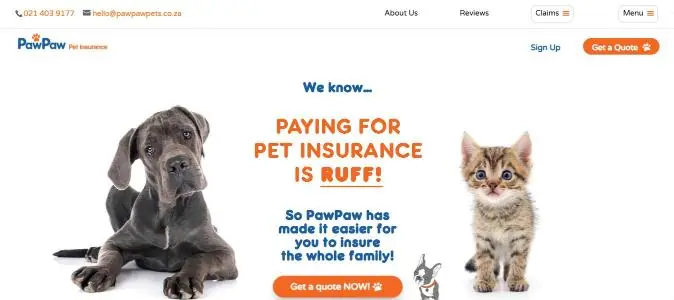 021 403 9177 hello@pawpawpets.co.za About Us Reviews Claims Menu
PawPaw Pet Insurance
Sign Up Get a Quote
We know...
PAYING FOR
PET INSURANCE
IS RUFF!
So PawPaw has
made it easier for
you to insure
the whole family!
Get a quote NOW!